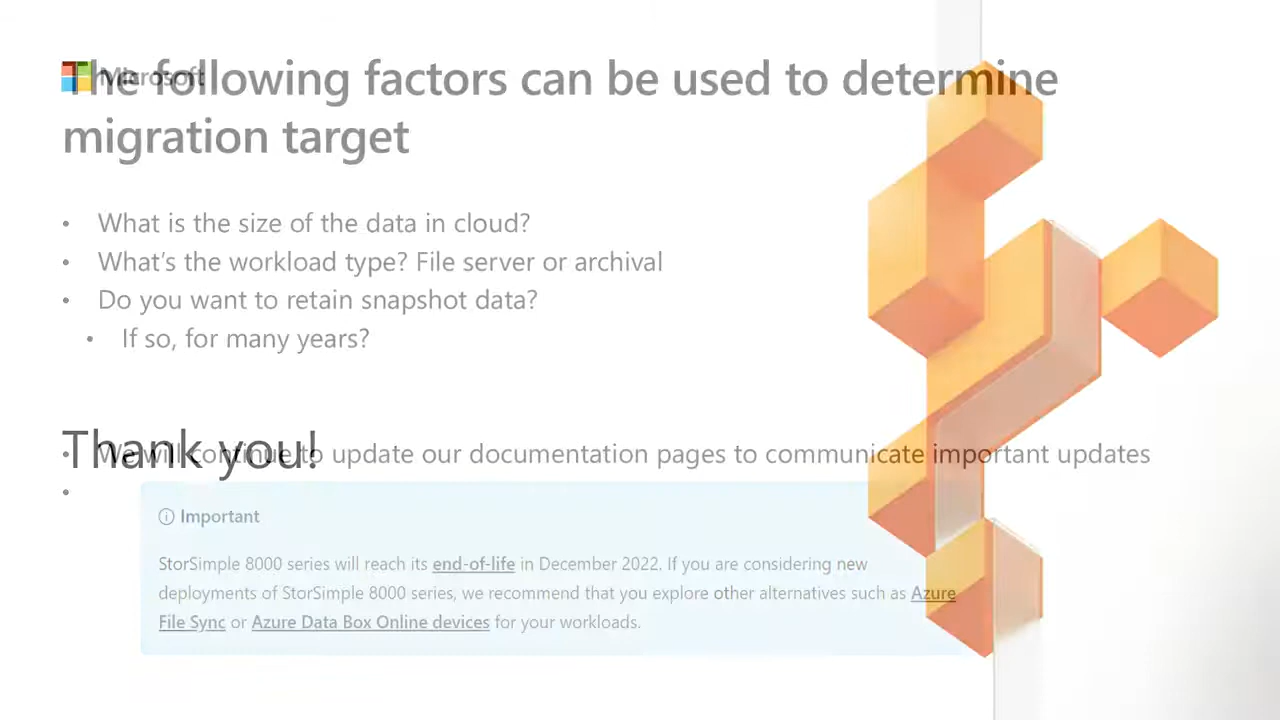 Microsoft
The following factors can be used to determine
migration target
• What is the size of the data in cloud?
• What's the workload type? File server or archival
• Do you want to retain snapshot data?
• If so, for many years?
Thank you!
• We will continue to update our documentation pages to communicate important updates
•
Important
StorSimple 8000 series will reach its end-of-life in December 2022. If you are considering new
deployments of StorSimple 8000 series, we recommend that you explore other alternatives such as Azure
File Sync or Azure Data Box Online devices for your workloads.